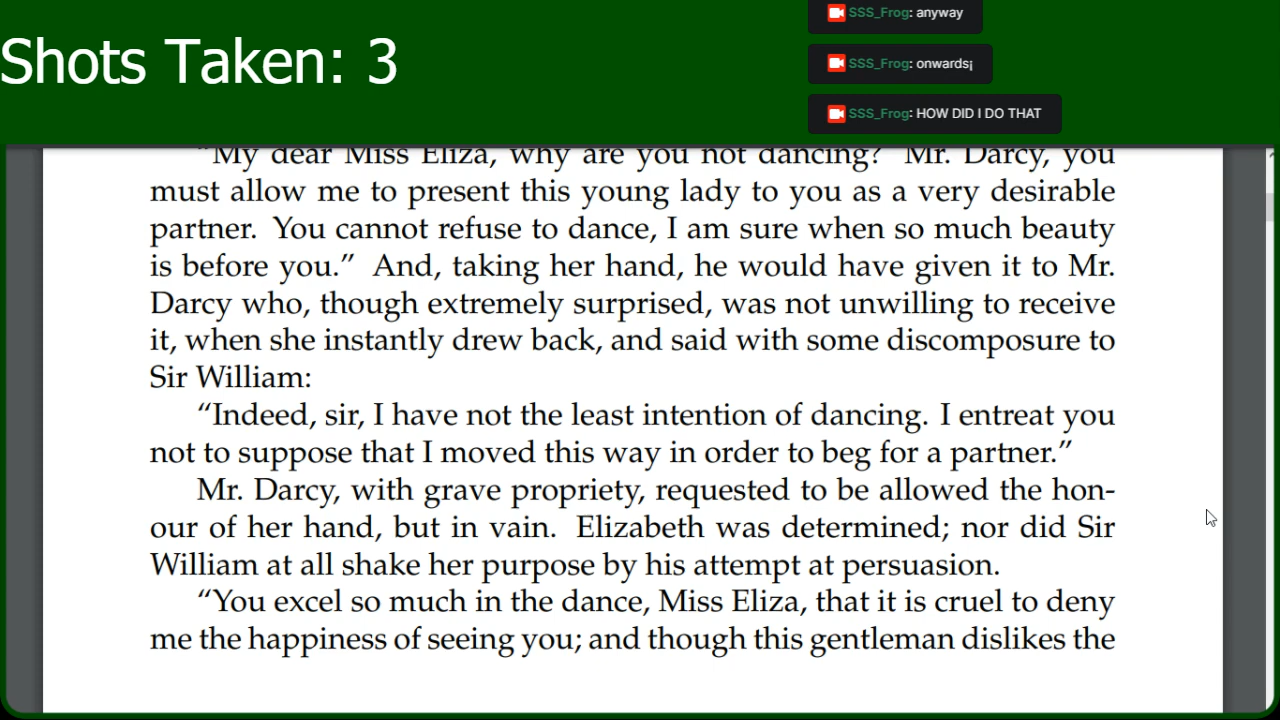 Shots Taken: 3
SSS_Frog: anyway
SSS_Frog: onwards¡
SSS_Frog: HOW DID I DO THAT
“My dear Miss Eliza, why are you not dancing? Mr. Darcy, you
must allow me to present this young lady to you as a very desirable
partner. You cannot refuse to dance, I am sure when so much beauty
is before you.” And, taking her hand, he would have given it to Mr.
Darcy who, though extremely surprised, was not unwilling to receive
it, when she instantly drew back, and said with some discomposure to
Sir William:
“Indeed, sir, I have not the least intention of dancing. I entreat you
not to suppose that I moved this way in order to beg for a partner.”
Mr. Darcy, with grave propriety, requested to be allowed the hon-
our of her hand, but in vain. Elizabeth was determined; nor did Sir
William at all shake her purpose by his attempt at persuasion.
“You excel so much in the dance, Miss Eliza, that it is cruel to deny
me the happiness of seeing you; and though this gentleman dislikes the